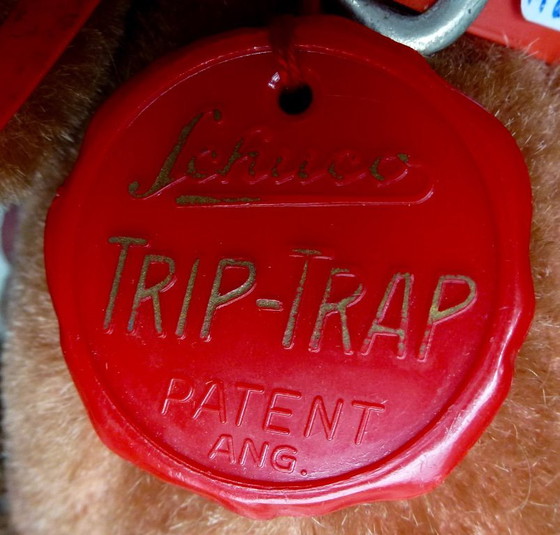 Schuco
TRIP-TRAP
PATENT
ANG.